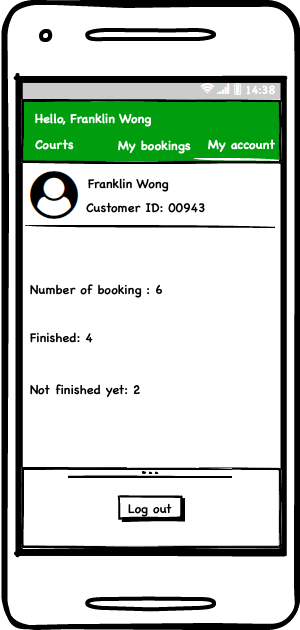 14:38
Hello, Franklin Wong
Courts My bookings My account
Franklin Wong
Customer ID: 00943
Number of booking : 6
Finished: 4
Not finished yet: 2
Log out